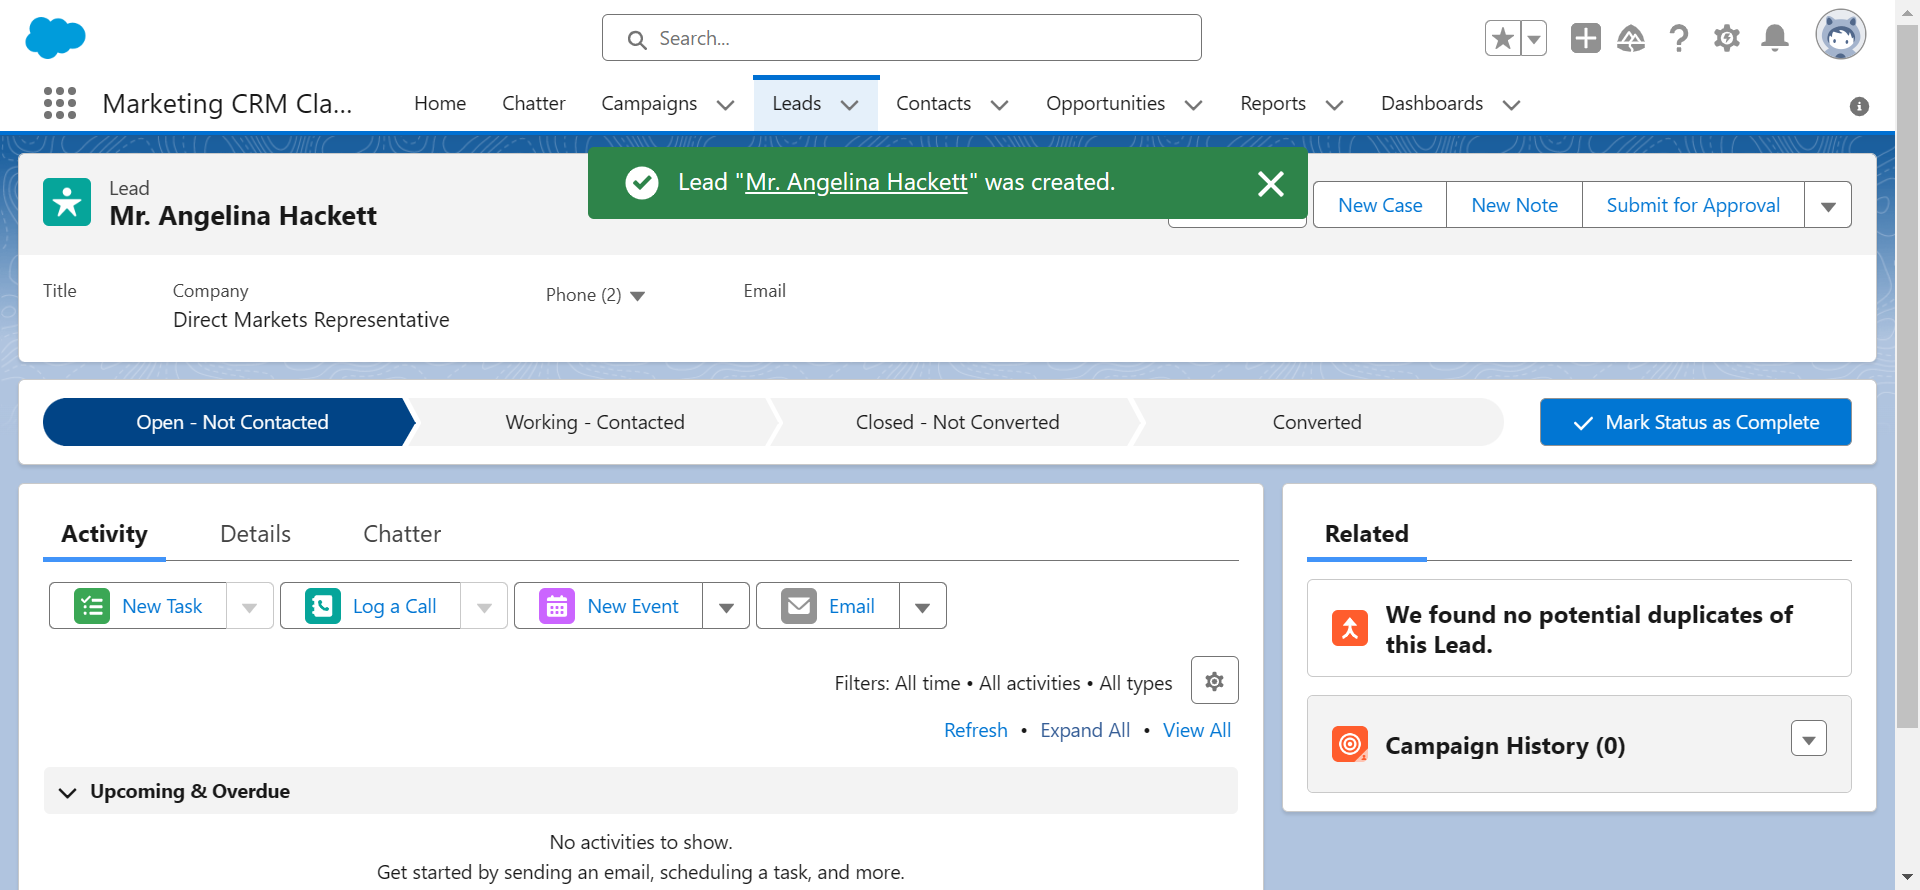 Search...
Marketing CRM Cla...
Home
Chatter
Campaigns
Leads
Contacts
Opportunities
Reports
Dashboards
Lead "Mr. Angelina Hackett" was created.
Lead
Mr. Angelina Hackett
New Case
New Note
Submit for Approval
Title
Company
Direct Markets Representative
Phone (2)
Email
Open - Not Contacted
Working - Contacted
Closed - Not Converted
Converted
Mark Status as Complete
Activity
Details
Chatter
New Task
Log a Call
New Event
Email
Filters: All time • All activities • All types
Refresh • Expand All • View All
Upcoming & Overdue
No activities to show.
Get started by sending an email, scheduling a task, and more.
Related
We found no potential duplicates of
this Lead.
Campaign History (0)